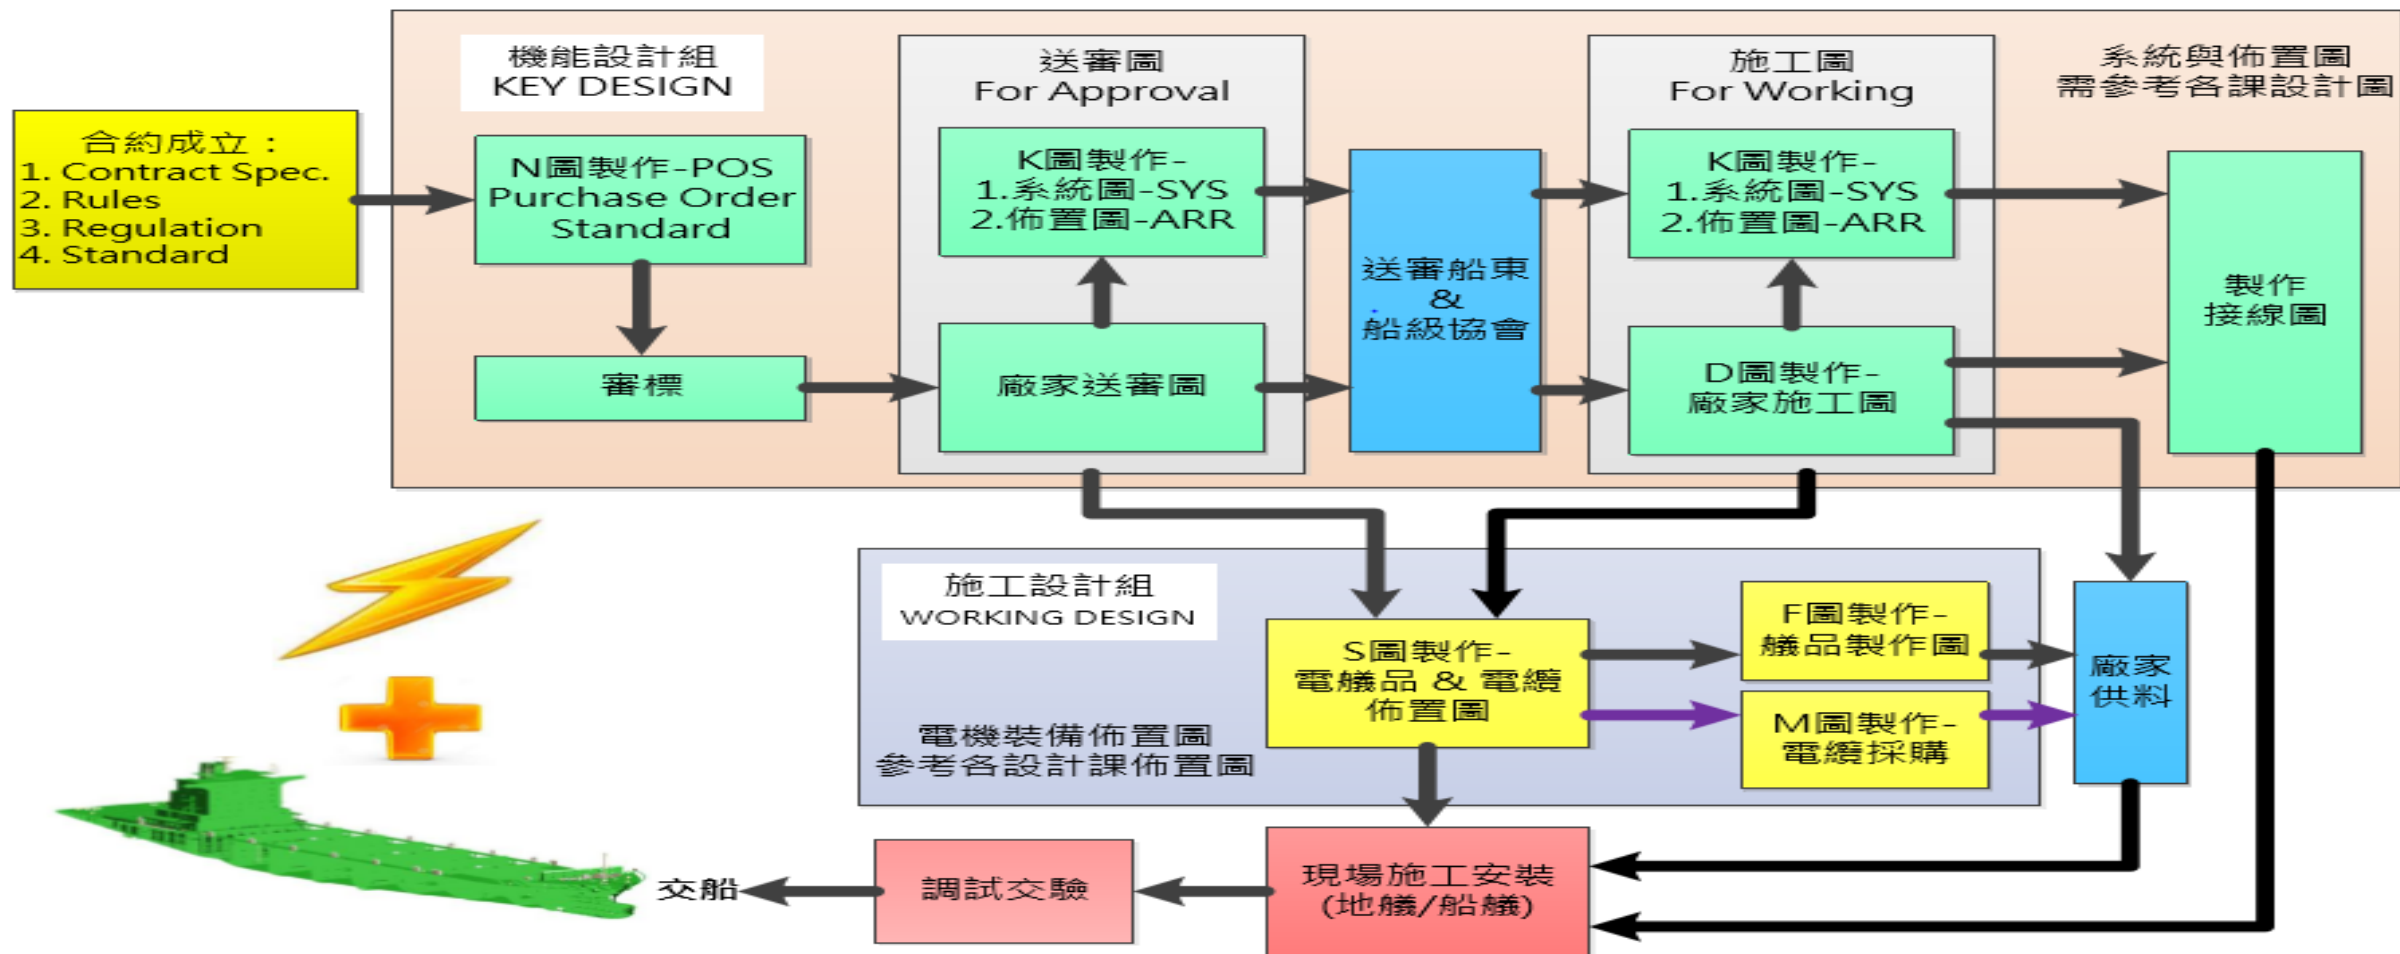 機能設計組
KEY DESIGN
送審圖
For Approval
施工圖
For Working
系統與佈置圖
需參考各課設計圖
合約成立：
1. Contract Spec.
2. Rules
3. Regulation
4. Standard
N圖製作-POS
Purchase Order
Standard
審標
K圖製作-
1.系統圖-SYS
2.佈置圖-ARR
廠家送審圖
送審船東
&
船級協會
K圖製作-
1.系統圖-SYS
2.佈置圖-ARR
D圖製作-
廠家施工圖
製作
接線圖
施工設計組
WORKING DESIGN
電機裝備佈置圖
參考各設計課佈置圖
S圖製作-
電艤品 & 電纜
佈置圖
F圖製作-
艤品製作圖
M圖製作-
電纜採購
廠家
供料
現場施工安裝
(地艤/船艤)
調試交驗
交船